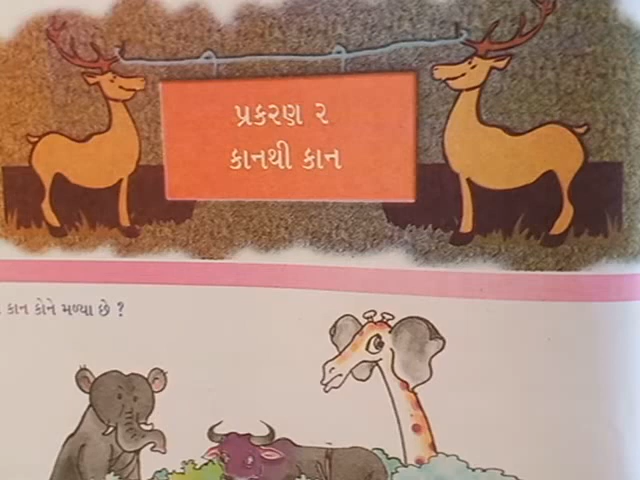 પ્રકરણ ૨
કાનથી કાન
કાન કોને મળ્યા છે ?